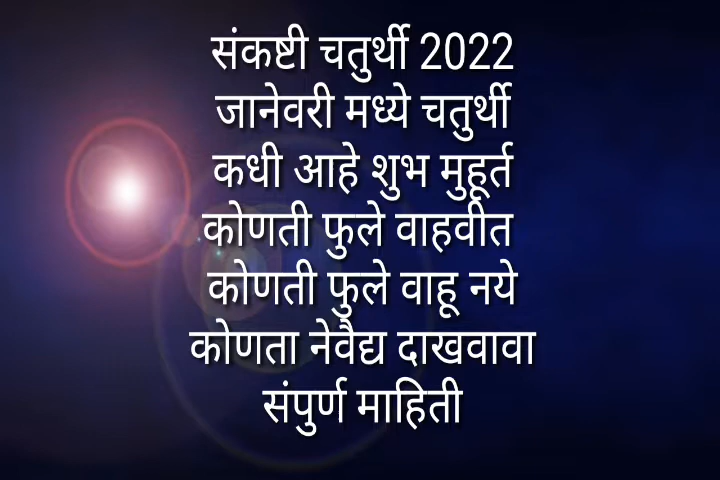 संकष्टी चतुर्थी 2022
जानेवरी मध्ये चतुर्थी
कधी आहे शुभ मुहूर्त
कोणती फुले वाहवीत
कोणती फुले वाहू नये
कोणता नेवैद्य दाखवावा
संपुर्ण माहिती